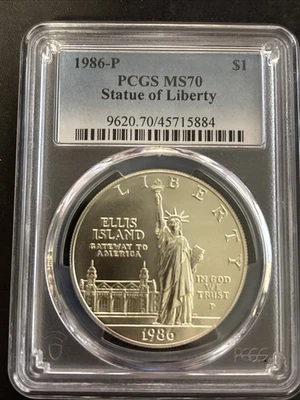 1986-P $1
PCGS MS70
Statue of Liberty
9620.70/45715884
LIBERTY
ELLIS
ISLAND
GATEWAY TO
AMERICA
IN GOD
WE
TRUST
P
1986
PCGS